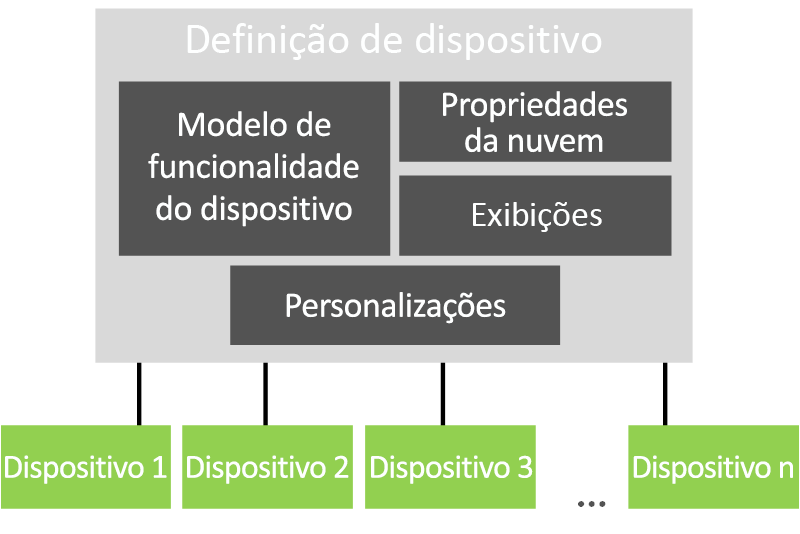 Definição de dispositivo
Modelo de
funcionalidade
do dispositivo
Propriedades
da nuvem
Exibições
Personalizações
Dispositivo 1
Dispositivo 2
Dispositivo 3
...
Dispositivo n